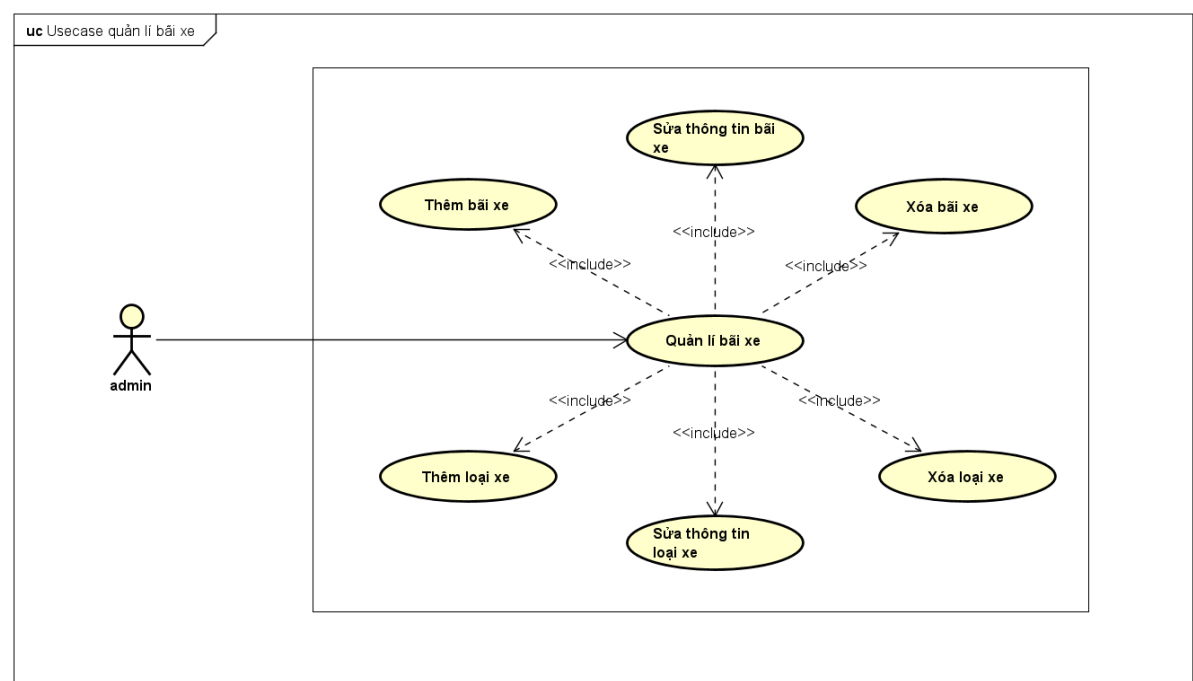 uc Usecase quản lí bãi xe
Sửa thông tin bãi
xe
Thêm bãi xe
Xóa bãi xe
<<include>>
<<include>>
<<include>>
Quản lí bãi xe
admin
<<include>>
<<include>>
<<include>>
Thêm loại xe
Xóa loại xe
Sửa thông tin
loại xe